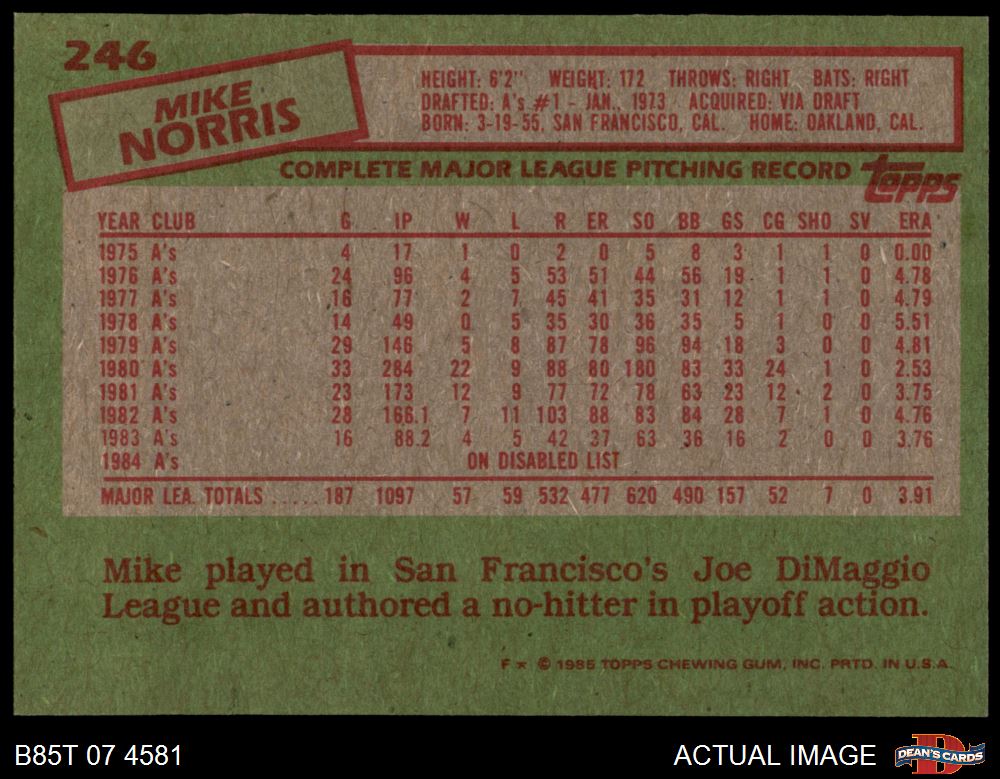 246
MIKE
NORRIS
HEIGHT: 6'2" WEIGHT: 172 THROWS: RIGHT BATS: RIGHT
DRAFTED: A's #1 - JAN., 1973 ACQUIRED: VIA DRAFT
BORN: 3-19-55, SAN FRANCISCO, CAL. HOME: OAKLAND, CAL.
COMPLETE MAJOR LEAGUE PITCHING RECORD topps
YEAR CLUB G IP W L R ER SO BB GS CG SHO SV ERA
1975 A's 4 17 1 0 2 0 5 8 3 1 1 0 0.00
1976 A's 24 96 4 5 53 51 44 56 19 1 1 0 4.78
1977 A's 16 77 2 7 45 41 35 31 12 1 1 0 4.79
1978 A's 14 49 0 5 35 30 36 35 5 1 0 0 5.51
1979 A's 29 146 5 8 87 78 96 94 18 3 0 0 4.81
1980 A's 33 284 22 9 88 80 180 83 33 24 1 0 2.53
1981 A's 23 173 12 9 77 72 78 63 23 12 2 0 3.75
1982 A's 28 166.1 7 11 103 88 83 84 28 7 1 0 4.76
1983 A's 16 88.2 4 5 42 37 63 36 16 2 0 0 3.76
1984 A's ON DISABLED LIST
MAJOR LEA. TOTALS ..... 187 1097 57 59 532 477 620 490 157 52 7 0 3.91
Mike played in San Francisco's Joe DiMaggio
League and authored a no-hitter in playoff action.
F * © 1985 TOPPS CHEWING GUM, INC. PRTD. IN U.S.A.
B85T 07 4581 ACTUAL IMAGE DEAN'S CARDS